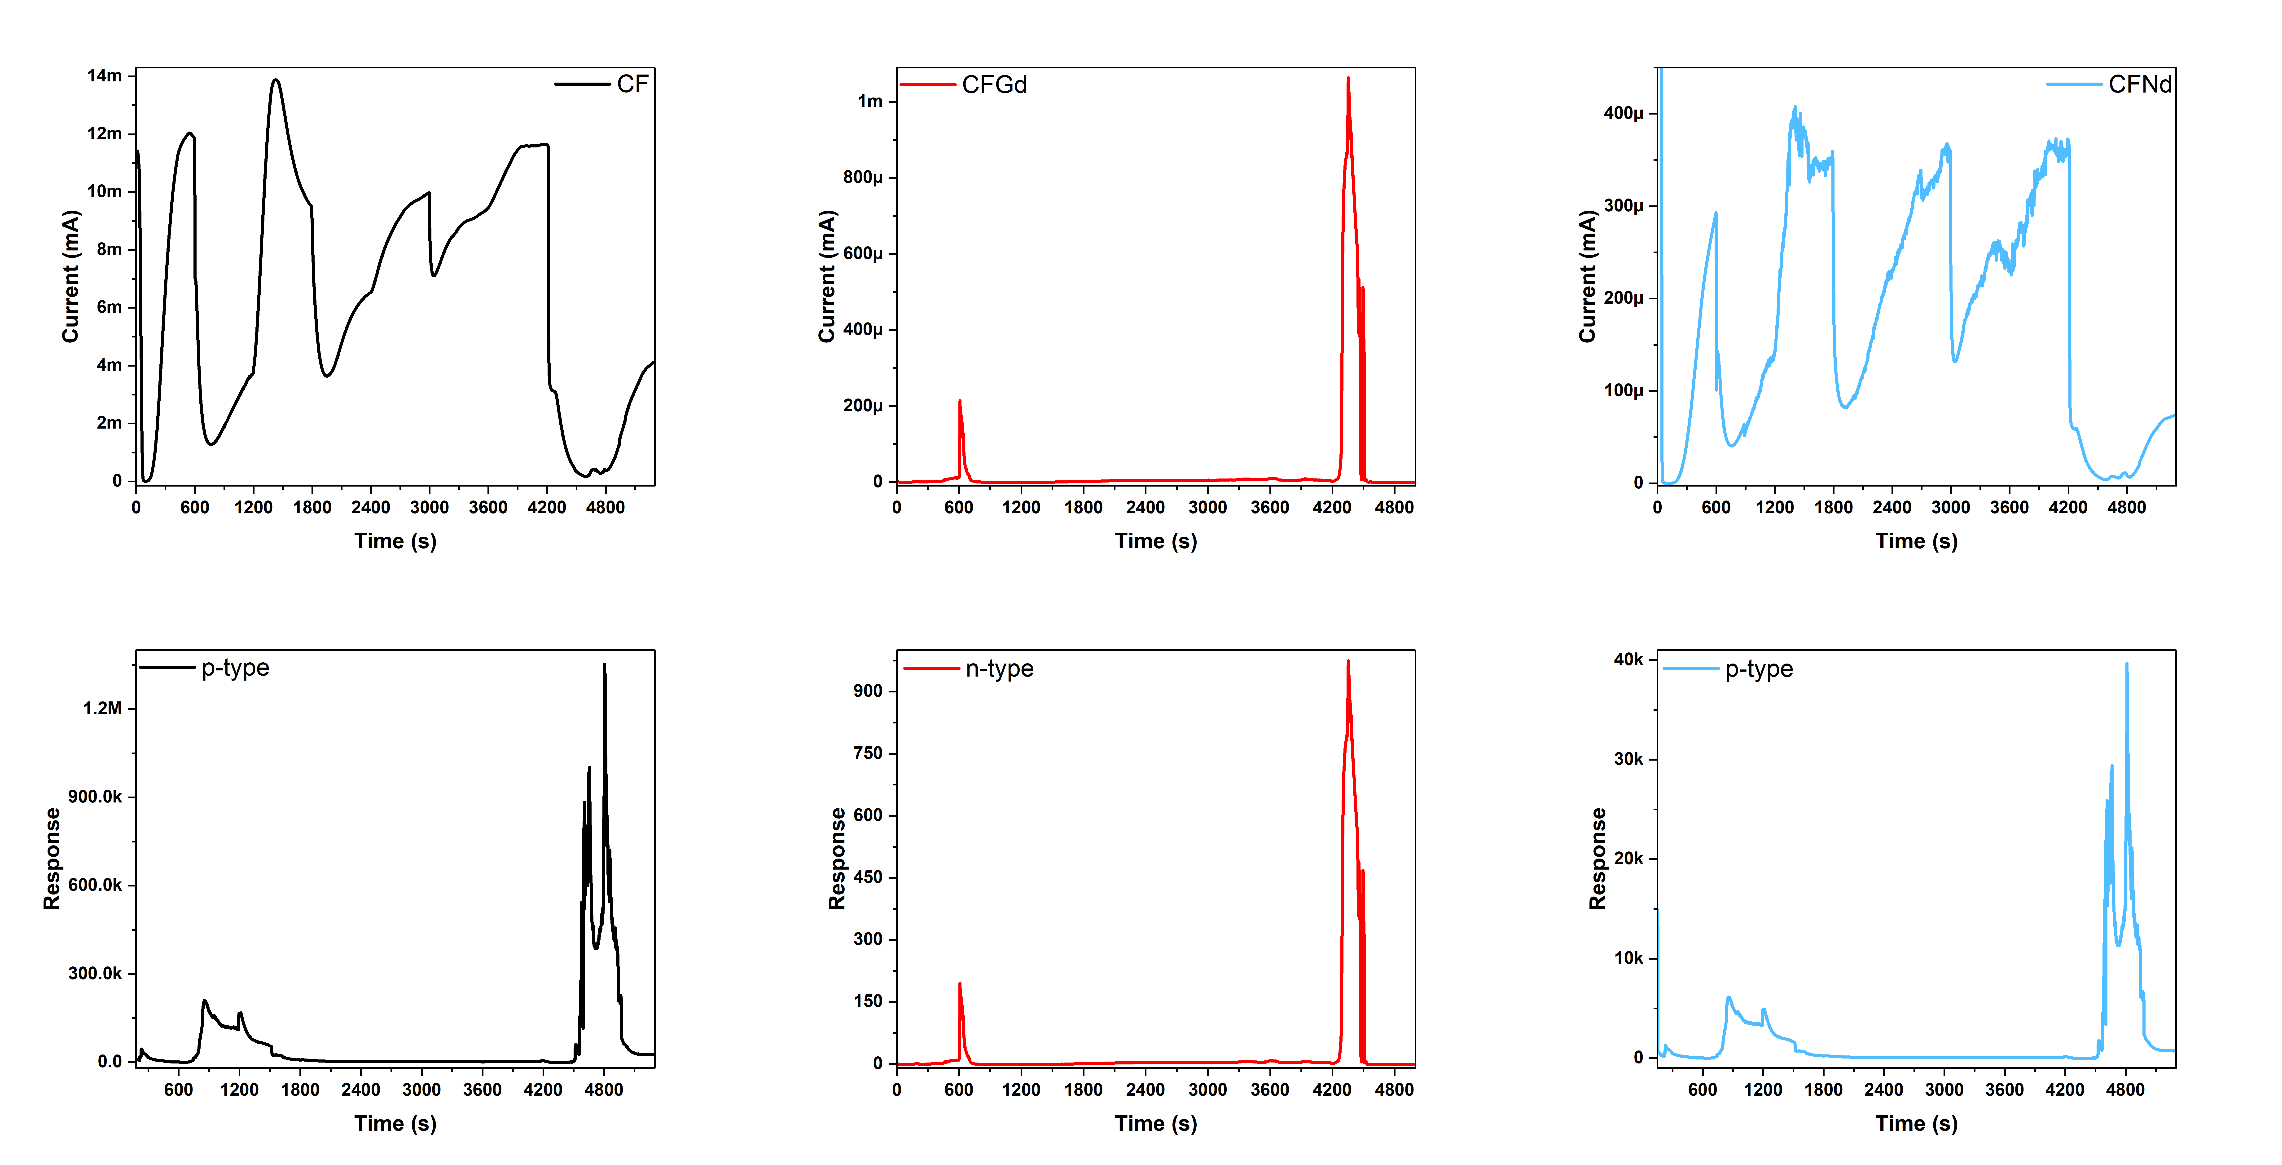 CF
14m
12m
10m
8m
6m
4m
2m
0
Current (mA)
0 600 1200 1800 2400 3000 3600 4200 4800
Time (s)
CFGd
1m
800µ
600µ
400µ
200µ
0
Current (mA)
0 600 1200 1800 2400 3000 3600 4200 4800
Time (s)
CFNd
400µ
300µ
200µ
100µ
0
Current (mA)
0 600 1200 1800 2400 3000 3600 4200 4800
Time (s)
p-type
1.2M
900.0k
600.0k
300.0k
0.0
Response
600 1200 1800 2400 3000 3600 4200 4800
Time (s)
n-type
900
750
600
450
300
150
0
Response
0 600 1200 1800 2400 3000 3600 4200 4800
Time (s)
p-type
40k
30k
20k
10k
0
Response
600 1200 1800 2400 3000 3600 4200 4800
Time (s)